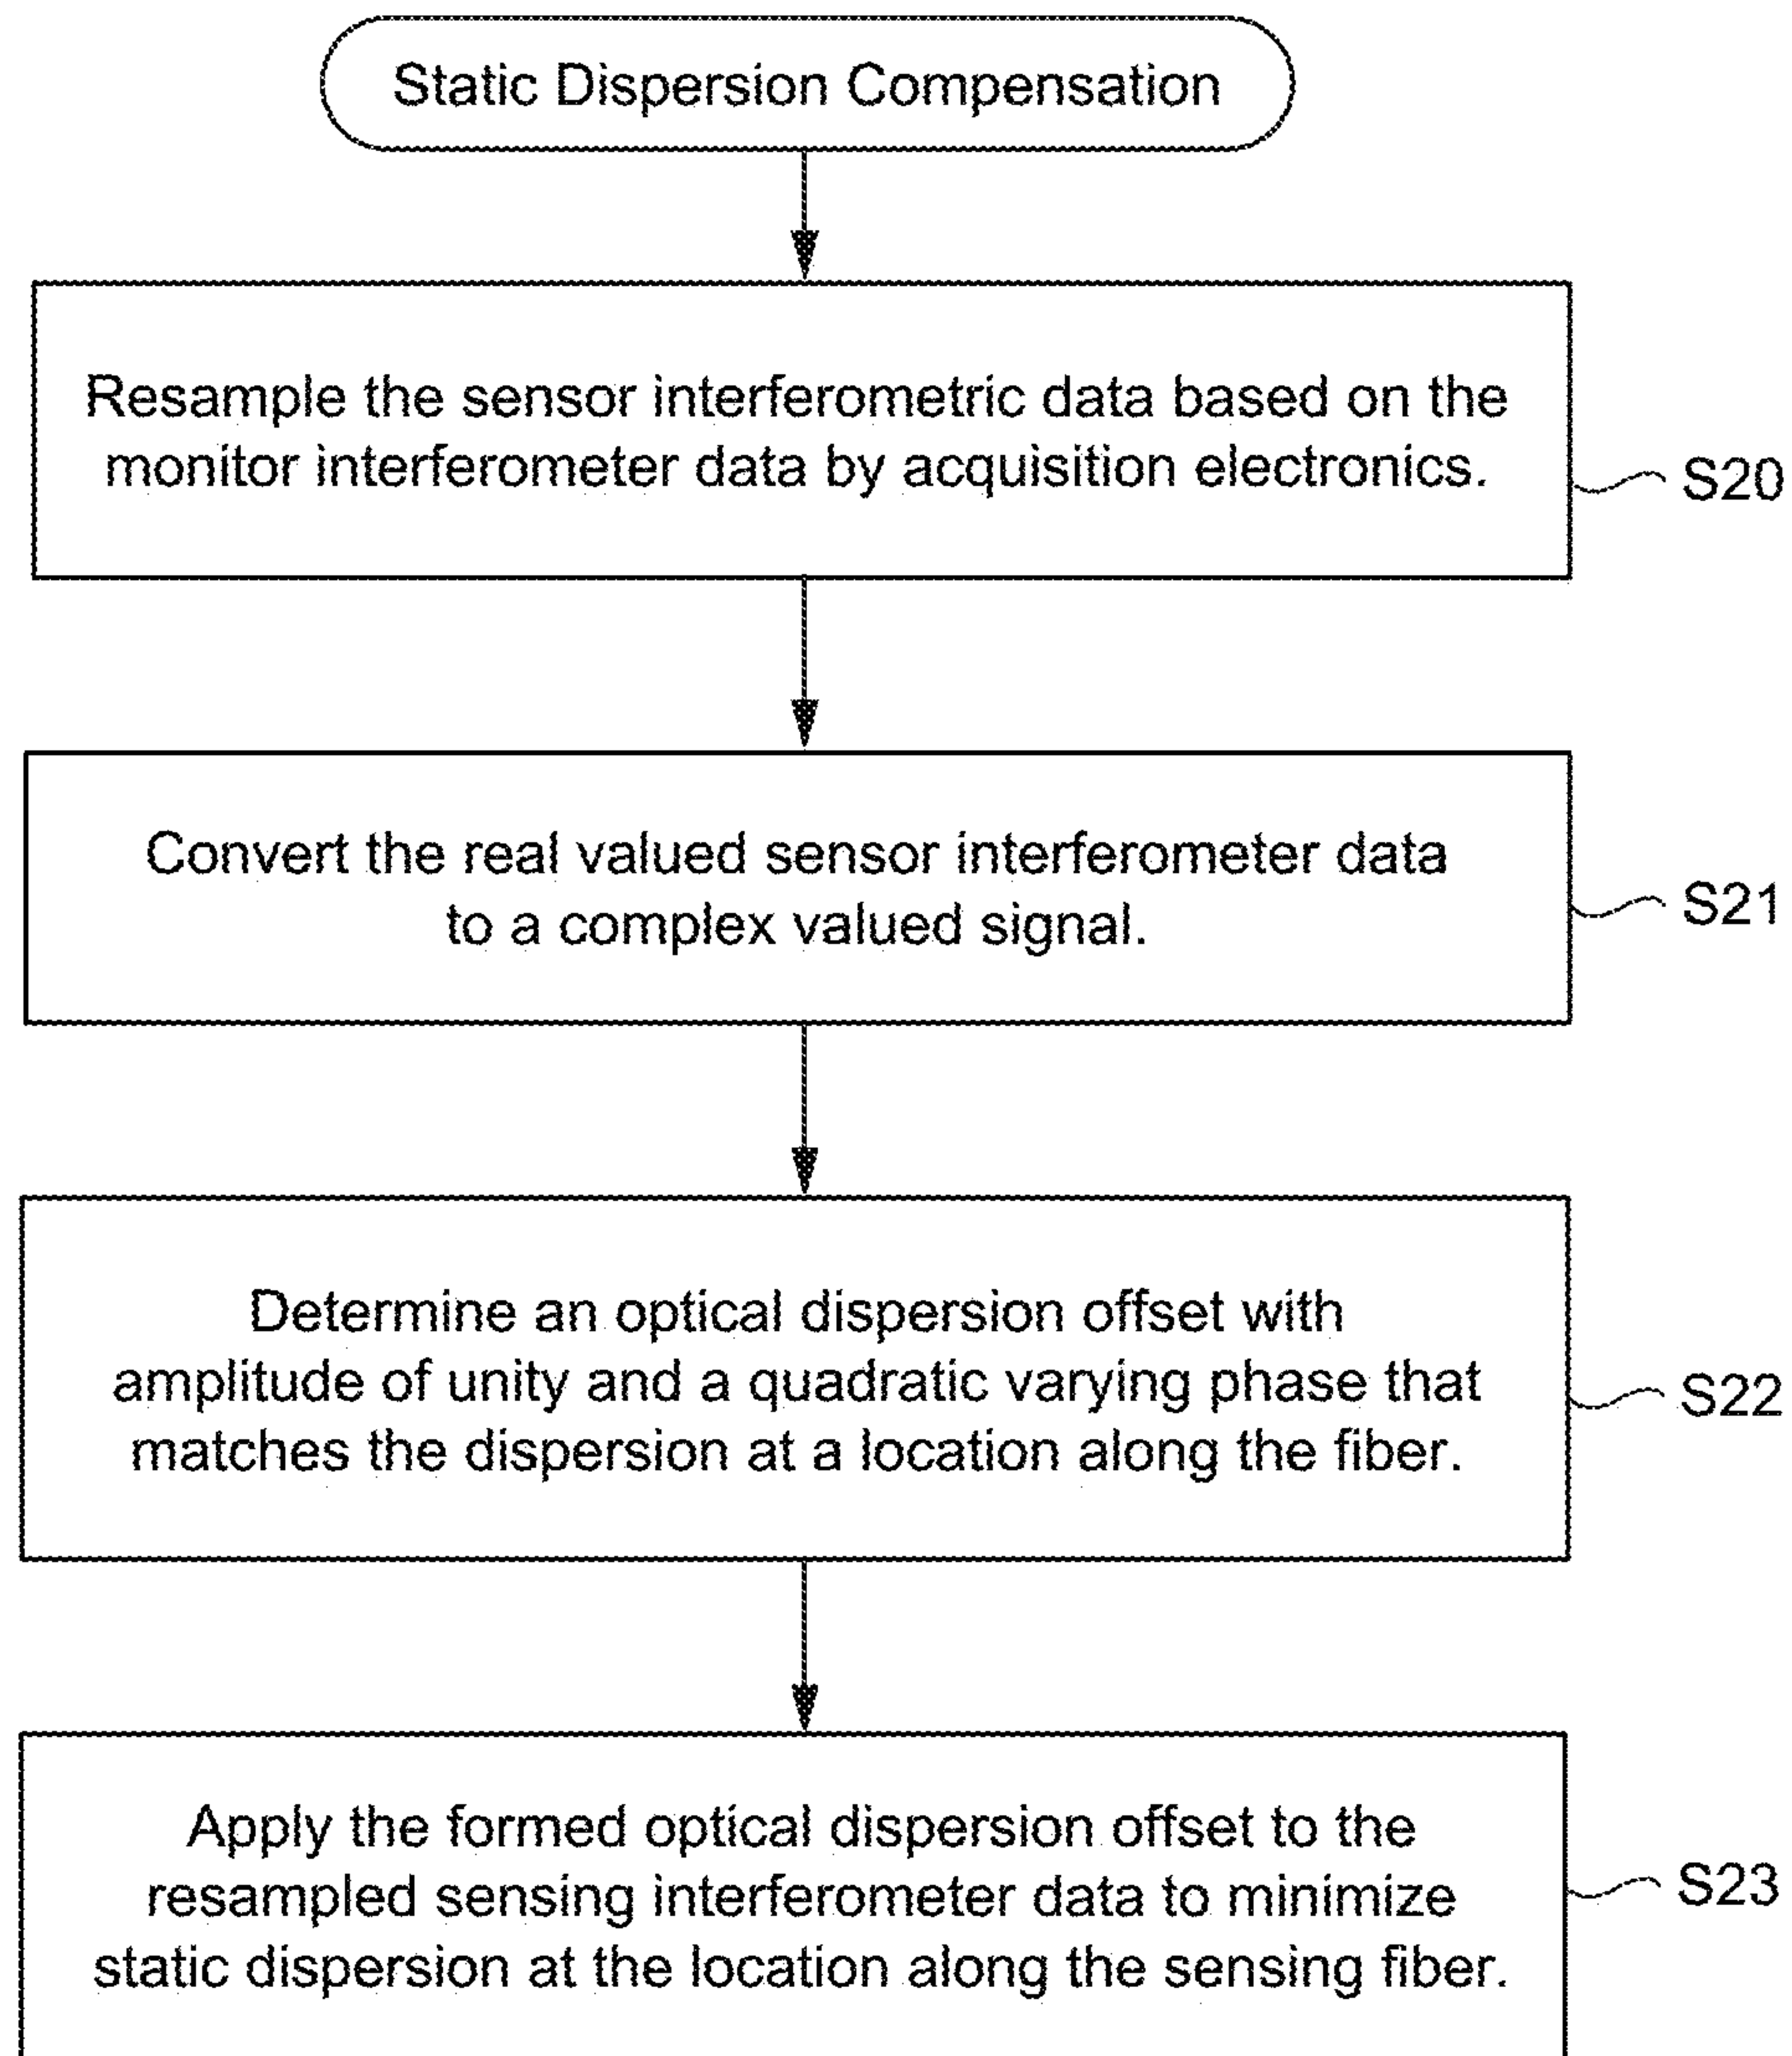 Static Dispersion Compensation
Resample the sensor interferometric data based on the
monitor interferometer data by acquisition electronics.
S20
Convert the real valued sensor interferometer data
to a complex valued signal.
S21
Determine an optical dispersion offset with
amplitude of unity and a quadratic varying phase that
matches the dispersion at a location along the fiber.
S22
Apply the formed optical dispersion offset to the
resampled sensing interferometer data to minimize
static dispersion at the location along the sensing fiber.
S23